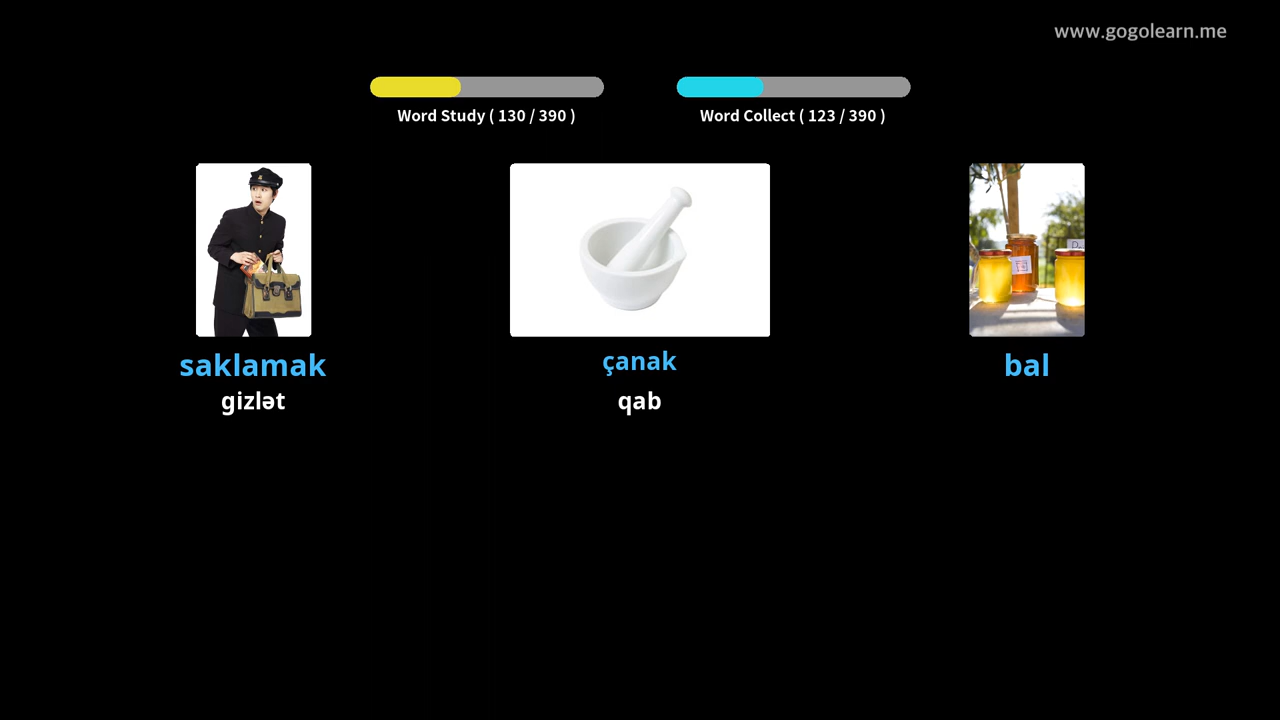 www.gogolearn.me
Word Study ( 130 / 390 )
Word Collect ( 123 / 390 )
saklamak
gizlət
çanak
qab
bal